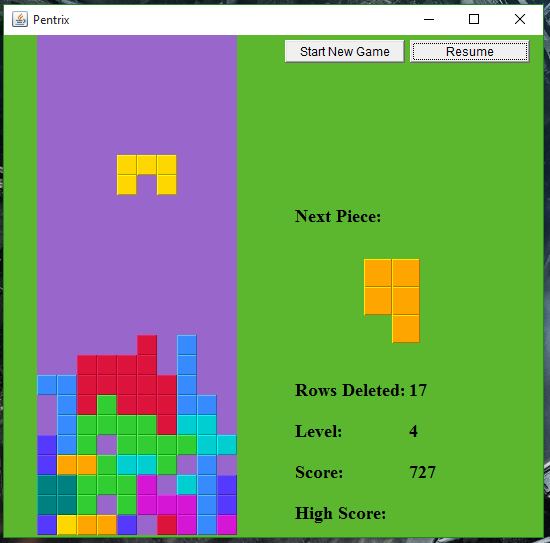 Pentrix
Start New Game
Resume
Next Piece:
Rows Deleted: 17
Level: 4
Score: 727
High Score: